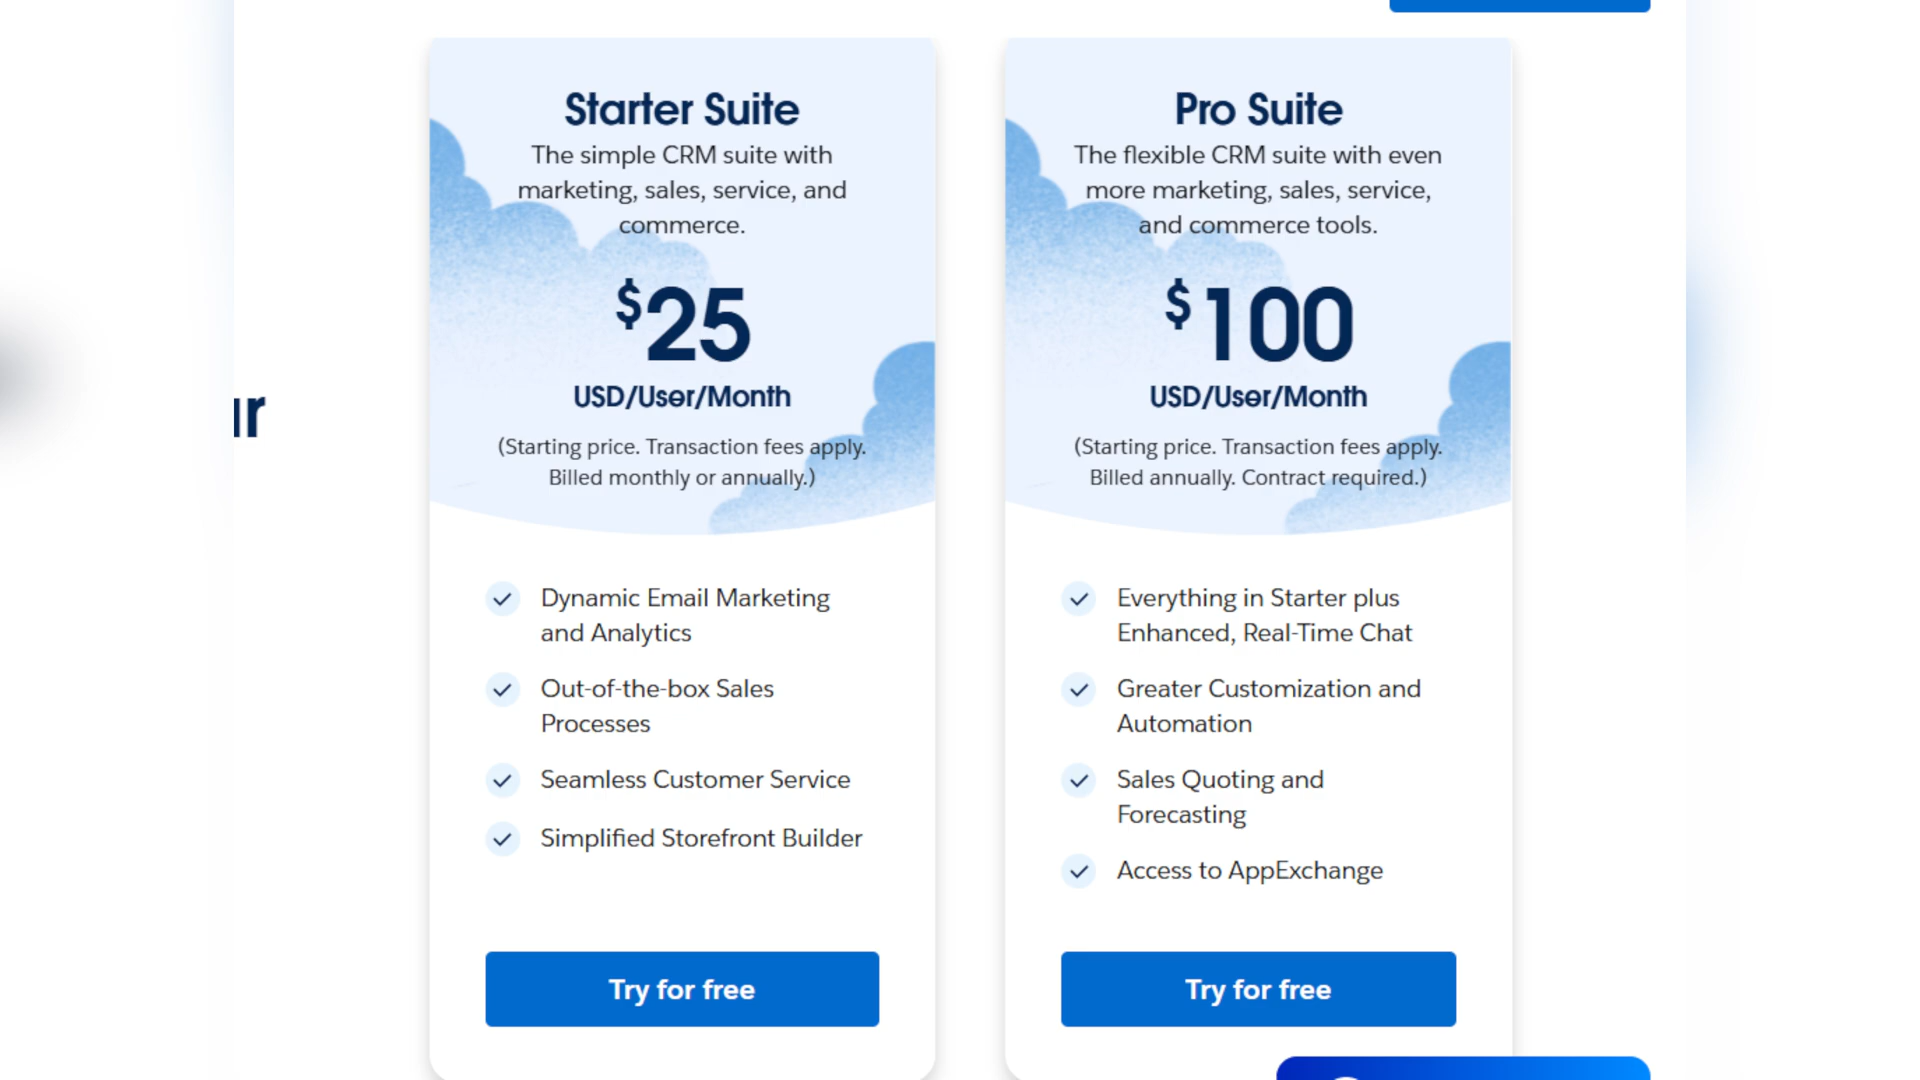 Starter Suite
The simple CRM suite with
marketing, sales, service, and
commerce.
$25
USD/User/Month
(Starting price. Transaction fees apply.
Billed monthly or annually.)
Dynamic Email Marketing
and Analytics
Out-of-the-box Sales
Processes
Seamless Customer Service
Simplified Storefront Builder
Try for free
Pro Suite
The flexible CRM suite with even
more marketing, sales, service,
and commerce tools.
$100
USD/User/Month
(Starting price. Transaction fees apply.
Billed annually. Contract required.)
Everything in Starter plus
Enhanced, Real-Time Chat
Greater Customization and
Automation
Sales Quoting and
Forecasting
Access to AppExchange
Try for free